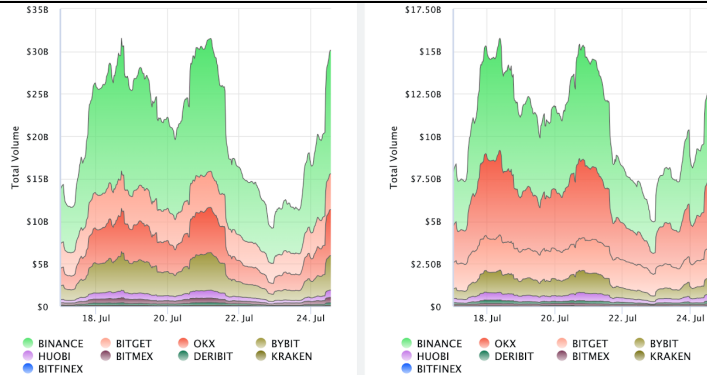 $35B
$30B
$25B
$20B
$15B
$10B
$5B
$0
Total Volume
18. Jul
20. Jul
22. Jul
24. Jul
BINANCE BITGET OKX BYBIT
HUOBI BITMEX DERIBIT KRAKEN
BITFINEX
$17.50B
$15B
$12.50B
$10B
$7.50B
$5B
$2.50B
$0
Total Volume
18. Jul
20. Jul
22. Jul
24. Jul
BINANCE OKX BITGET BYBIT
HUOBI DERIBIT BITMEX KRAKEN
BITFINEX